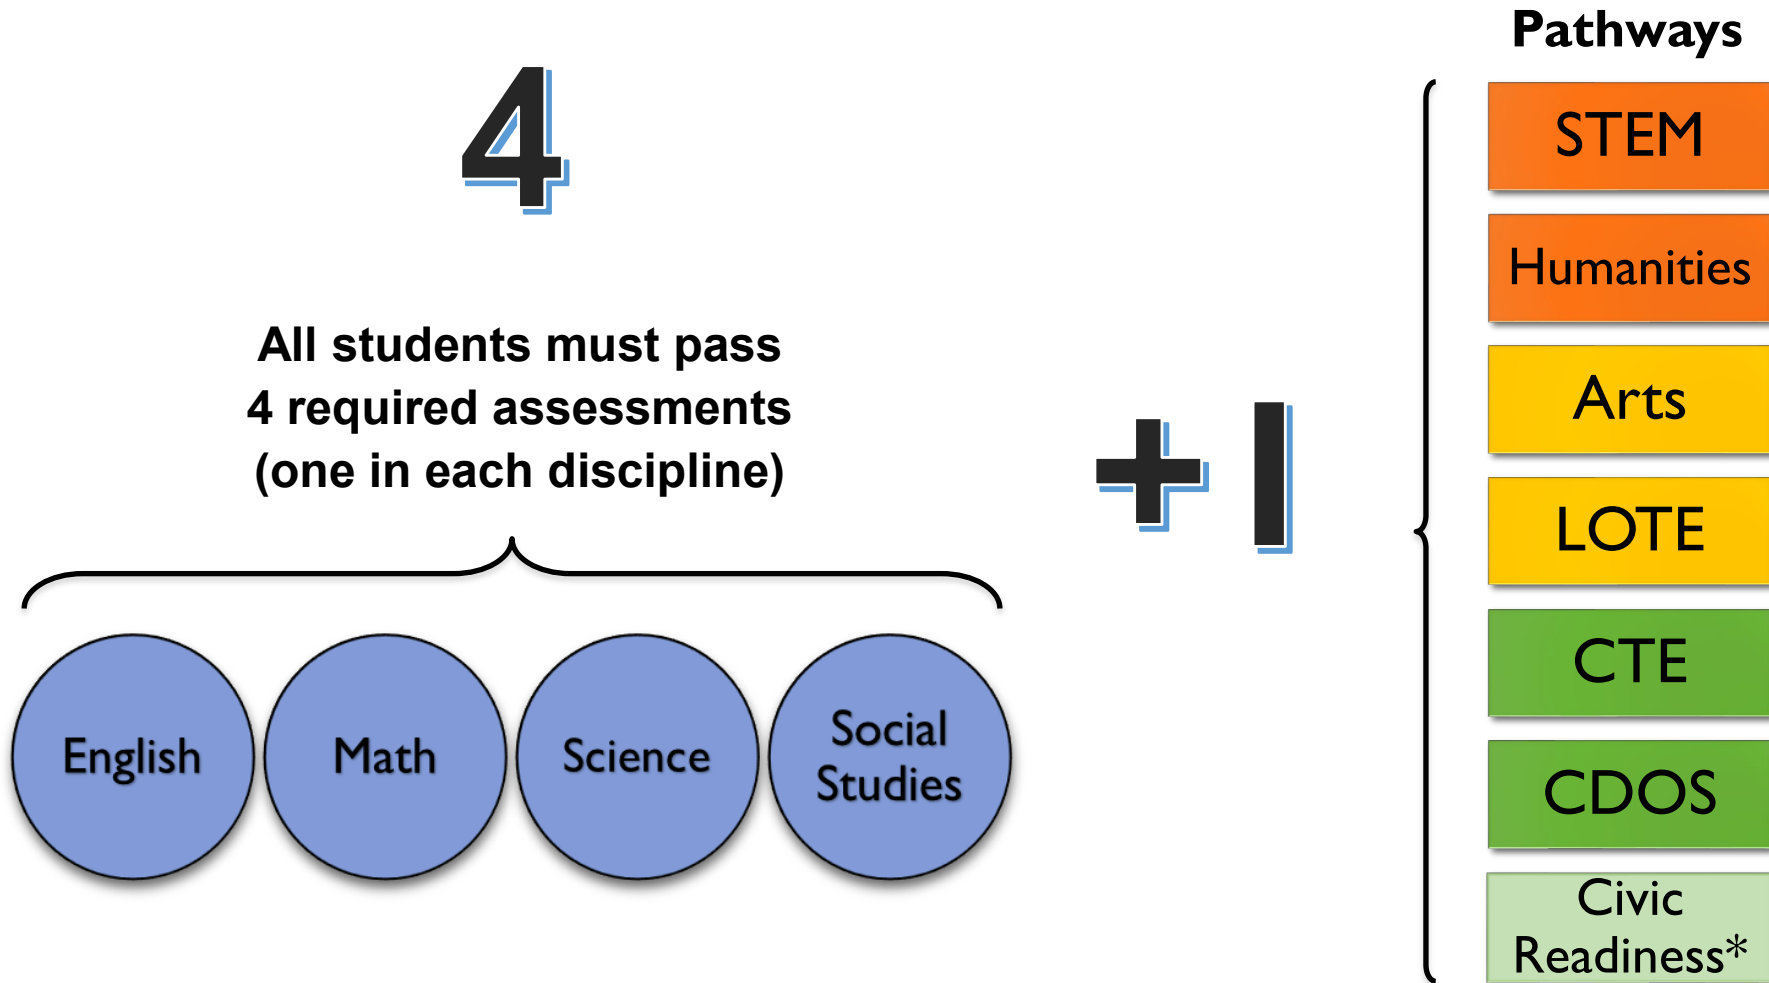 4
All students must pass
4 required assessments
(one in each discipline)
English
Math
Science
Social
Studies
+1
Pathways
STEM
Humanities
Arts
LOTE
CTE
CDOS
Civic
Readiness*